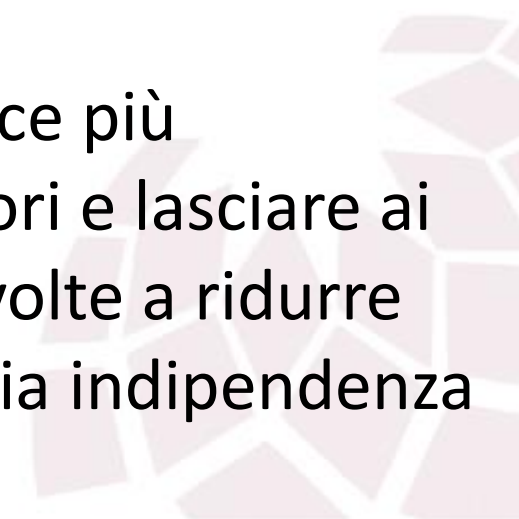 ce più
ori e lasciare ai
volte a ridurre
ia indipendenza